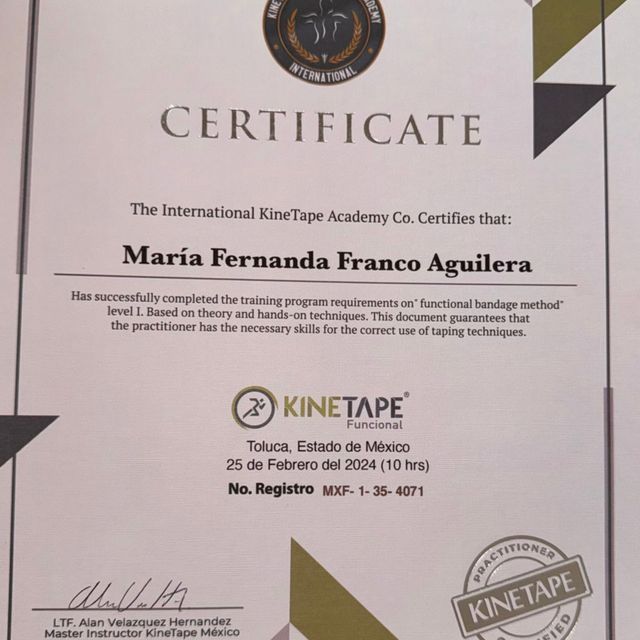 KINE
DEMY
INTERNATIONAL
CERTIFICATE
The International KineTape Academy Co. Certifies that:
María Fernanda Franco Aguilera
Has successfully completed the training program requirements on" functional bandage method"
level I. Based on theory and hands-on techniques. This document guarantees that
the practitioner has the necessary skills for the correct use of taping techniques.
KINETAPE®
Funcional
Toluca, Estado de México
25 de Febrero del 2024 (10 hrs)
No. Registro MXF- 1- 35- 4071
LTF. Alan Velazquez Hernandez
Master Instructor KineTape México
PRACTITIONER
KINETAPE